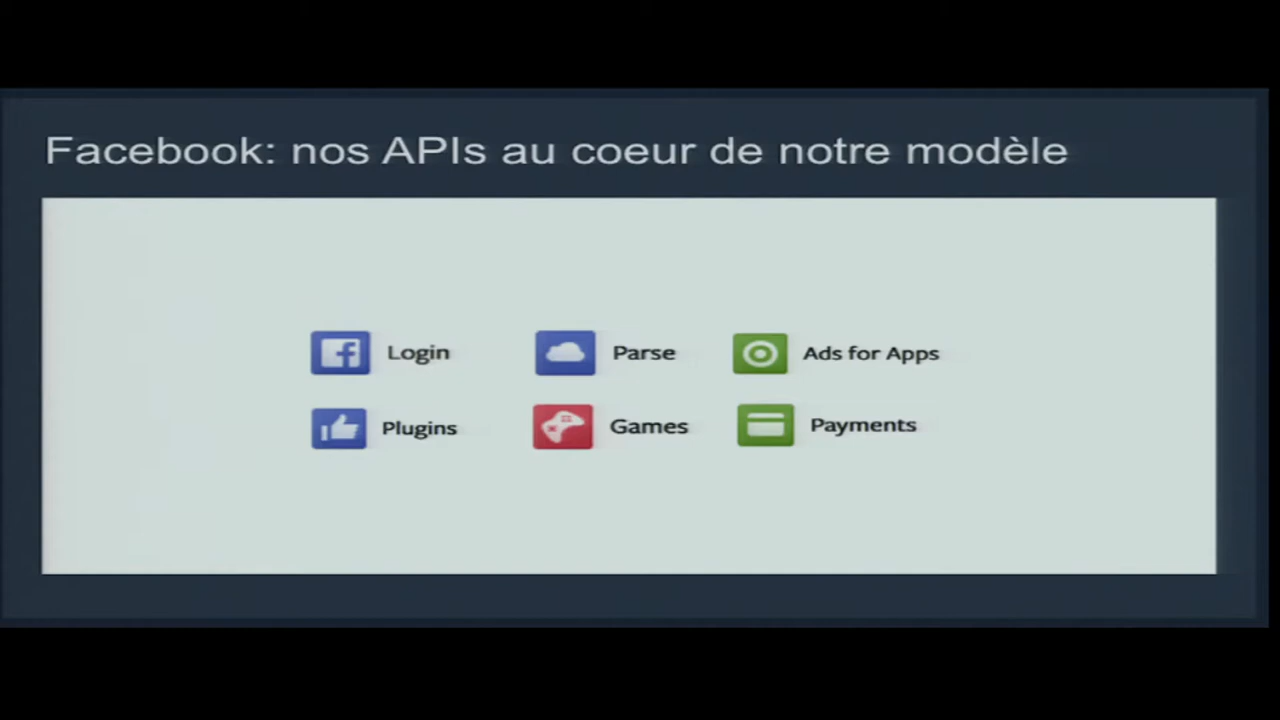 Facebook: nos APIs au coeur de notre modèle
Login Parse Ads for Apps
Plugins Games Payments